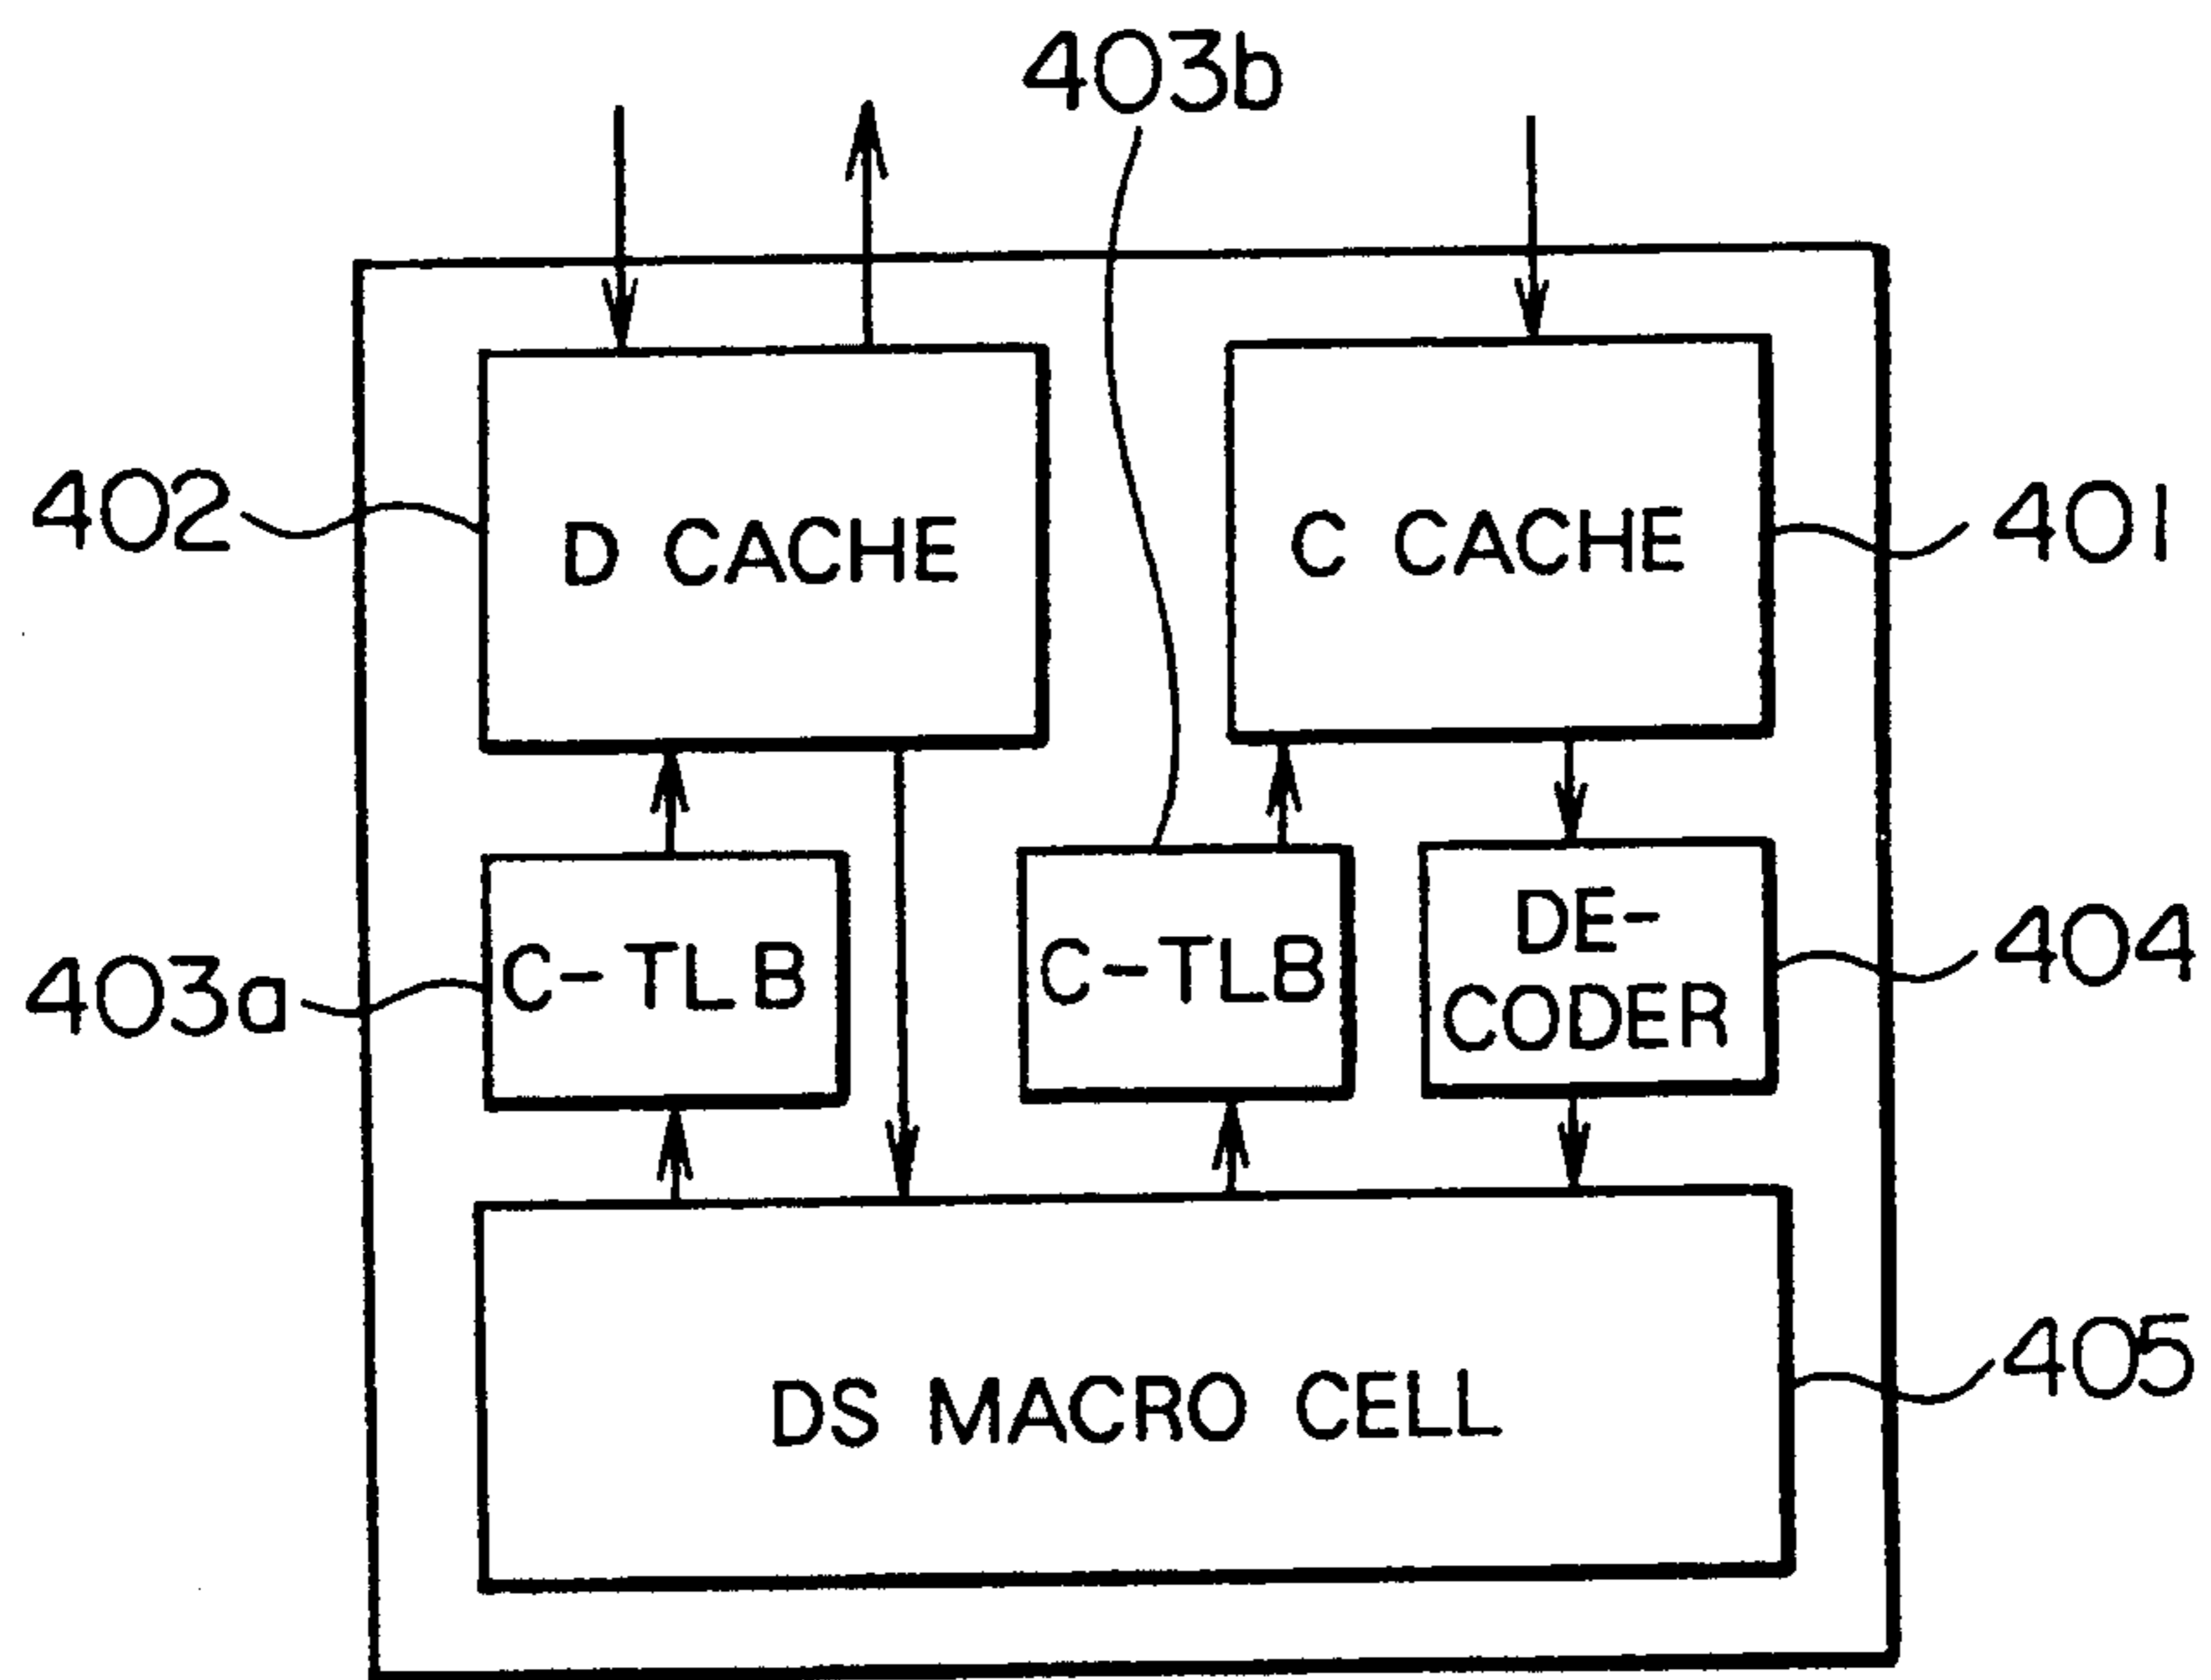 403b
402
D CACHE
C CACHE
401
403a
C-TLB
C-TLB
DE-
CODER
404
DS MACRO CELL
405